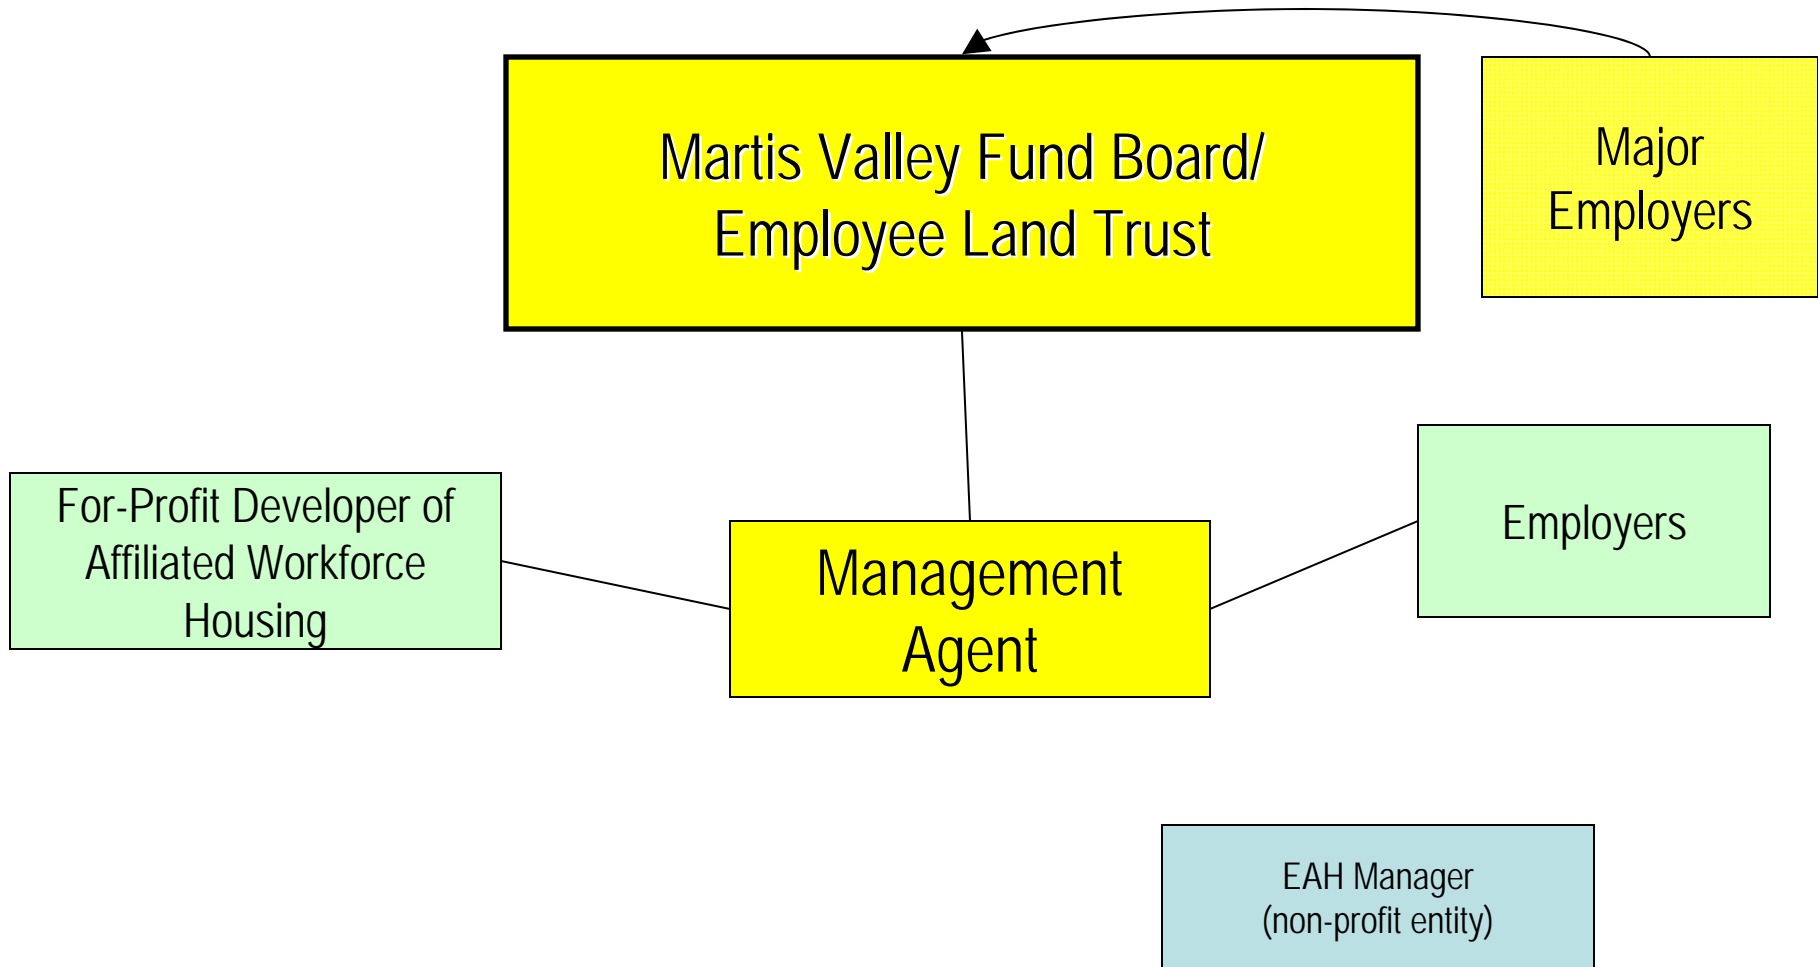 Martis Valley Fund Board/
Employee Land Trust
Major
Employers
For-Profit Developer of
Affiliated Workforce
Housing
Management
Agent
Employers
EAH Manager
(non-profit entity)